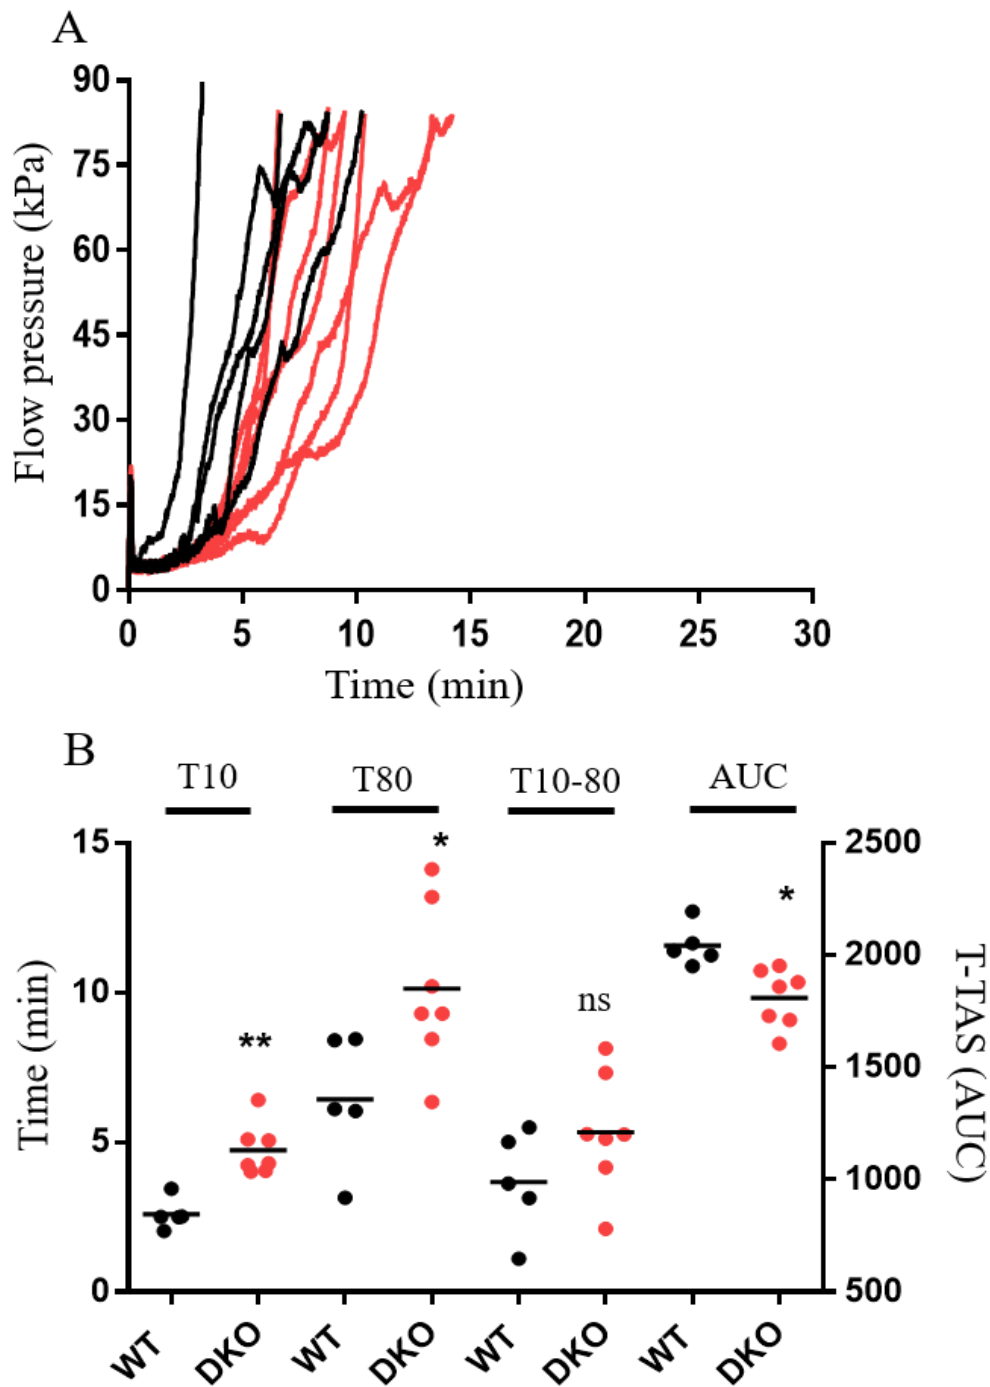 A
90
75
60
45
30
15
0
Flow pressure (kPa)
0 5 10 15 20 25 30
Time (min)
B
T10 T80 T10-80 AUC
15
10
5
0
Time (min)
** * ns *
2500
2000
1500
1000
500
T-TAS (AUC)
WT DKO WT DKO WT DKO WT DKO